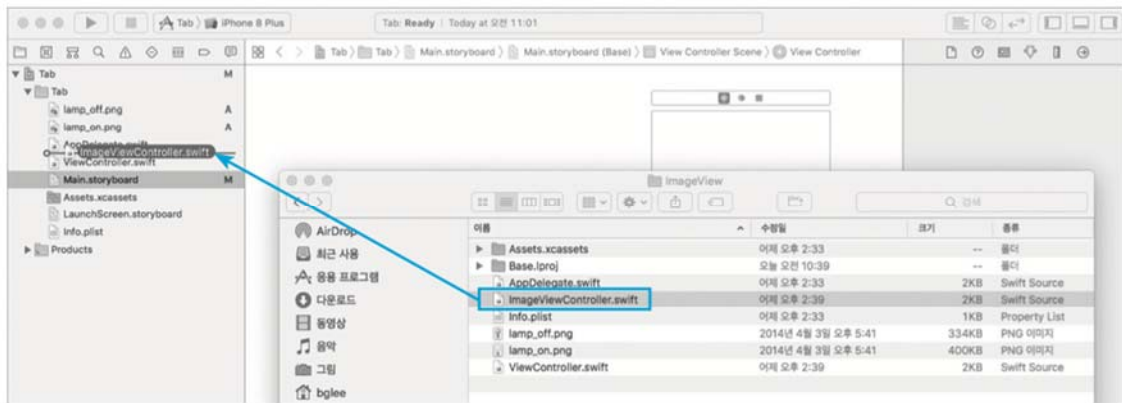 Tab iPhone 8 Plus Tab: Ready Today at 오전 11:01
Tab Tab Main.storyboard Main.storyboard (Base) View Controller Scene View Controller
Tab M
Tab
lamp_off.png A
lamp_on.png A
AppDelegate.swift
ImageViewController.swift
ViewController.swift
Main.storyboard M
Assets.xcassets
LaunchScreen.storyboard
Info.plist
Products
ImageView
검색
AirDrop
최근 사용
응용 프로그램
다운로드
동영상
음악
그림
bglee
이름 수정일 크기 종류
Assets.xcassets 어제 오후 2:33 -- 폴더
Base.lproj 오늘 오전 10:39 -- 폴더
AppDelegate.swift 어제 오후 2:33 2KB Swift Source
ImageViewController.swift 어제 오후 2:39 2KB Swift Source
Info.plist 어제 오후 2:33 1KB Property List
lamp_off.png 2014년 4월 3일 오후 5:41 334KB PNG 이미지
lamp_on.png 2014년 4월 3일 오후 5:41 400KB PNG 이미지
ViewController.swift 어제 오후 2:39 2KB Swift Source